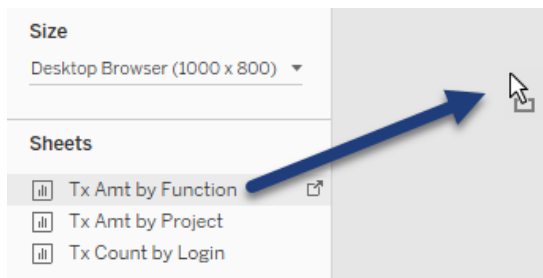 Size
Desktop Browser (1000 x 800)
Sheets
Tx Amt by Function
Tx Amt by Project
Tx Count by Login